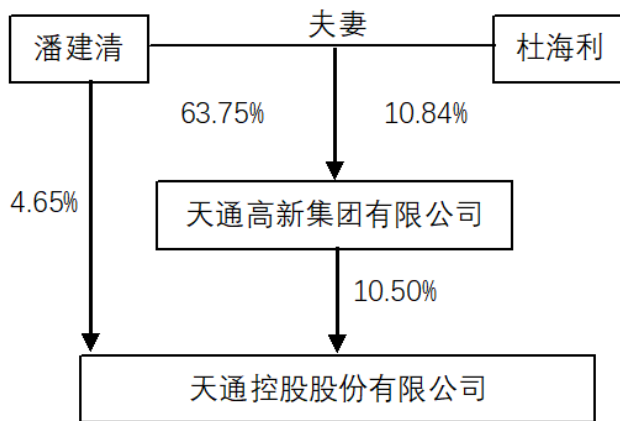 夫妻
潘建清
杜海利
63.75%
10.84%
4.65%
天通高新集团有限公司
10.50%
天通控股股份有限公司